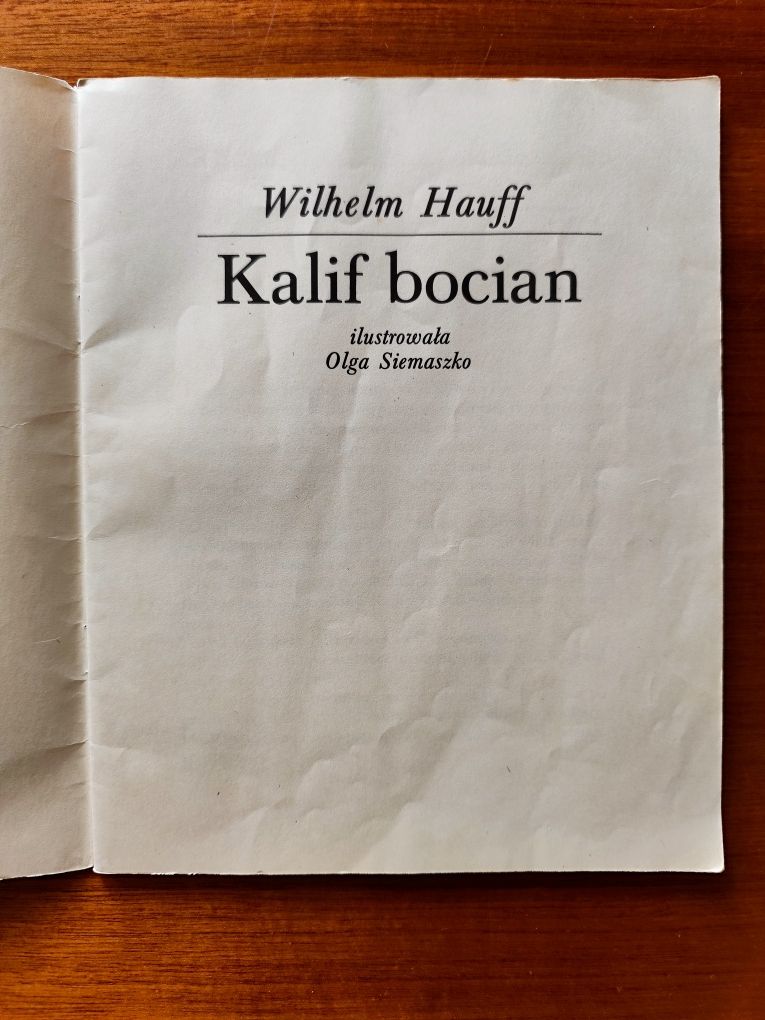 Wilhelm Hauff
Kalif bocian
ilustrowała
Olga Siemaszko